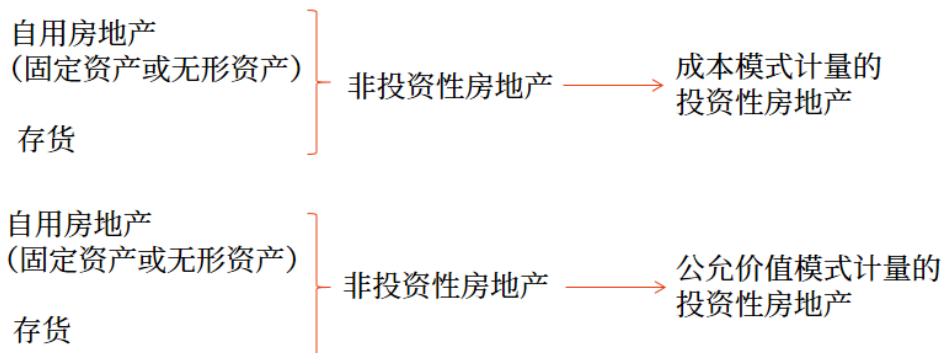 自用房地产
（固定资产或无形资产）
存货
非投资性房地产
成本模式计量的
投资性房地产
自用房地产
（固定资产或无形资产）
存货
非投资性房地产
公允价值模式计量的
投资性房地产